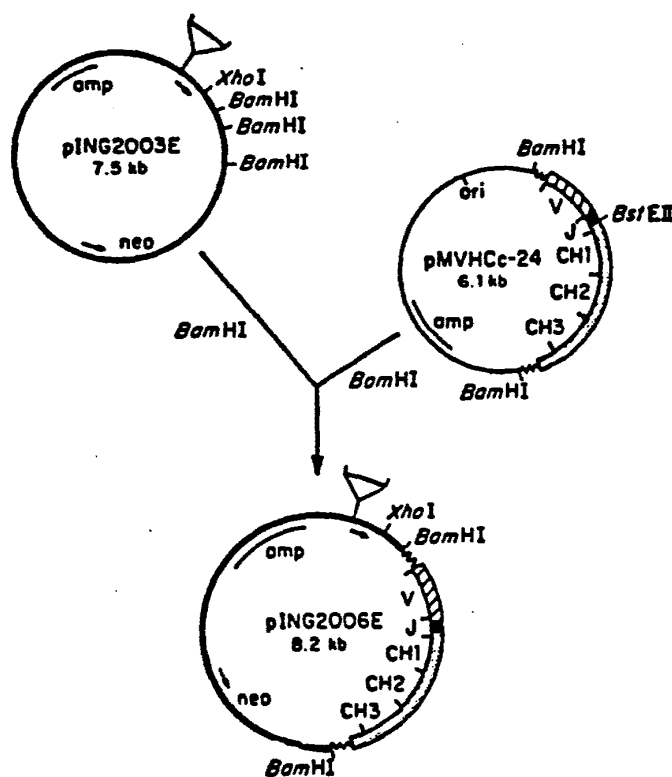 amp
XhoI
BamHI
BamHI
BamHI
pING2003E
7.5 kb
neo
BamHI
ori
V
BstEII
J
CH1
pMVHCc-24
6.1 kb
CH2
CH3
amp
BamHI
BamHI
BamHI
XhoI
BamHI
amp
V
pING2006E
8.2 kb
J
CH1
CH2
neo
CH3
BamHI